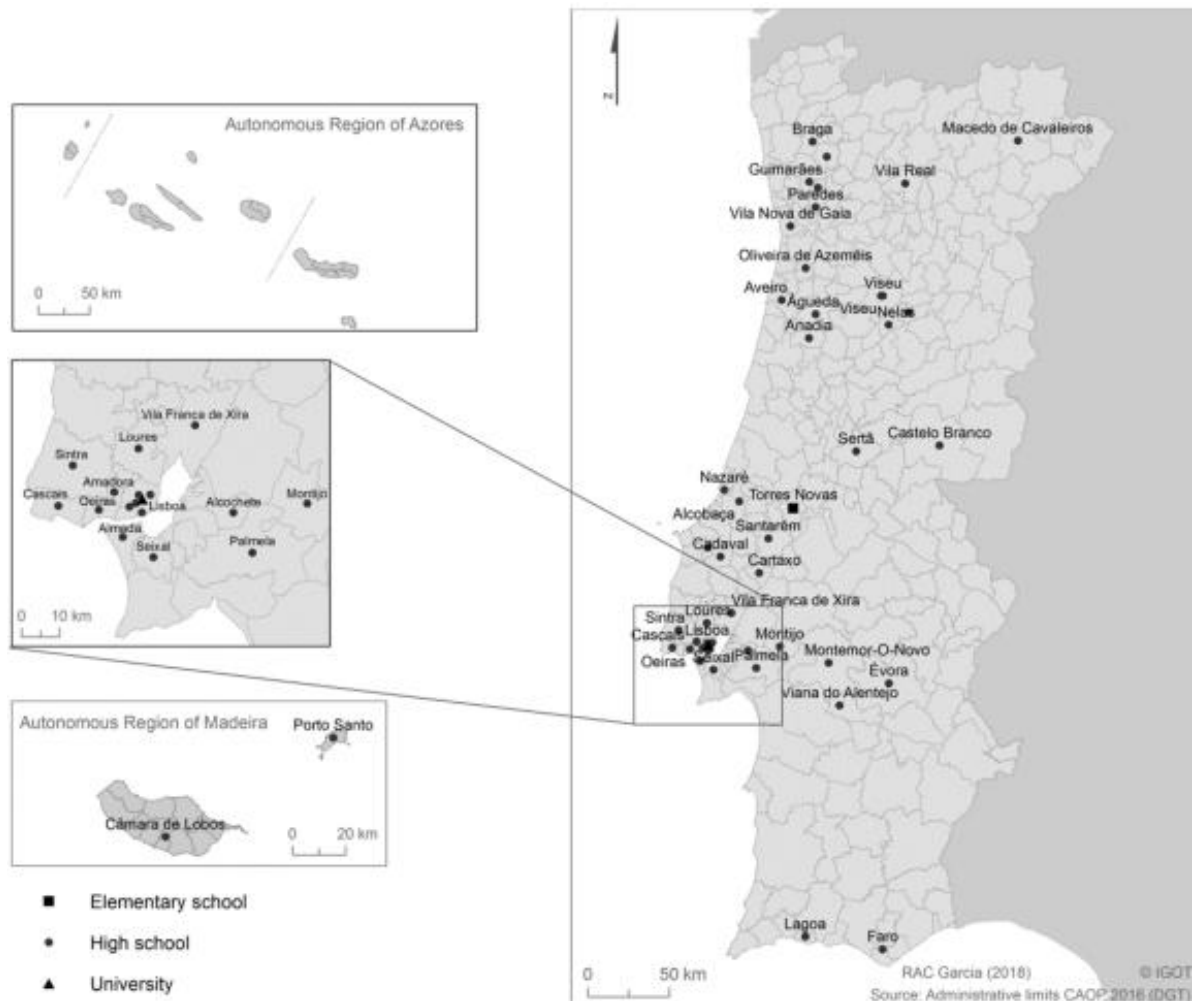 Autonomous Region of Azores
0 50 km
Vila Franca de Xira
Loures
Sintra
Amadora
Cascais
Oeiras
Lisboa
Alcochete
Montijo
Almada
Seixal
Palmela
0 10 km
Autonomous Region of Madeira
Porto Santo
Câmara de Lobos
0 20 km
Elementary school
High school
University
N
Braga
Macedo de Cavaleiros
Guimarães
Vila Real
Paredes
Vila Nova de Gaia
Oliveira de Azeméis
Aveiro
Viseu
Águeda
Viseu
Nelas
Anadia
Sertã
Castelo Branco
Nazaré
Torres Novas
Alcobaça
Santarém
Cadaval
Cartaxo
Vila Franca de Xira
Sintra
Loures
Cascais
Lisboa
Montijo
Oeiras
Seixal
Palmela
Montemor-O-Novo
Évora
Viana do Alentejo
Lagoa
Faro
0 50 km
RAC Garcia (2018) © IGOT
Source: Administrative limits CAOP 2016 (DGT)